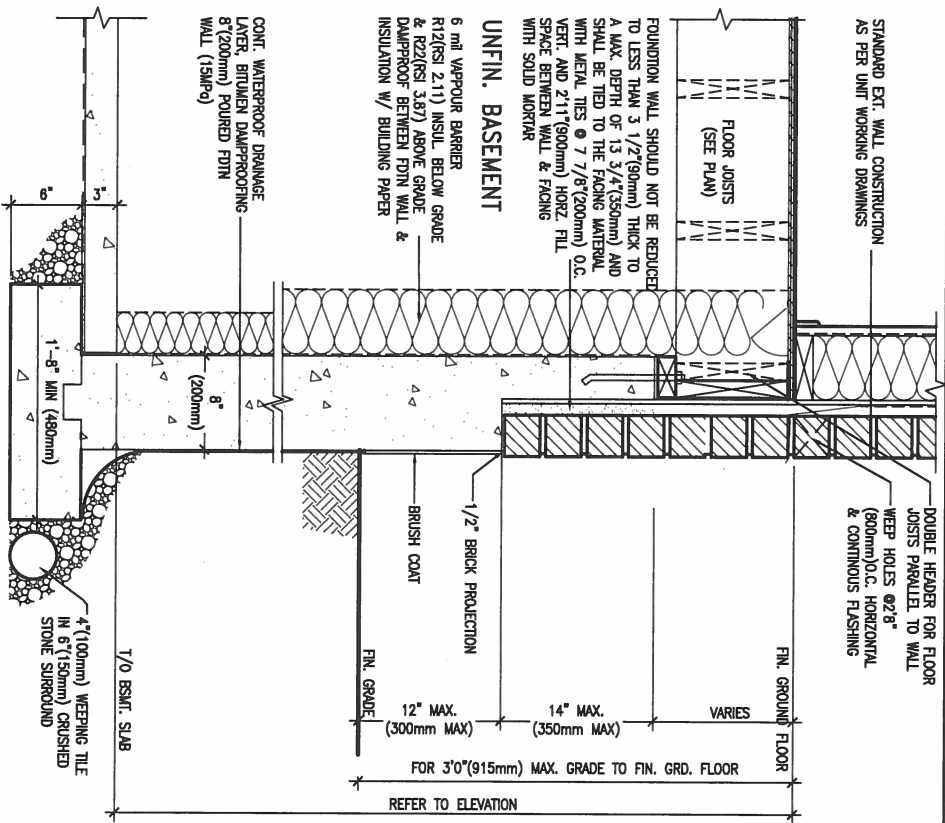 STANDARD EXT. WALL CONSTRUCTION
AS PER UNIT WORKING DRAWINGS
FLOOR JOISTS
(SEE PLAN)
FOUNDTION WALL SHOULD NOT BE REDUCED
TO LESS THAN 3 1/2"(90mm) THICK TO
A MAX. DEPTH OF 13 3/4"(350mm) AND
SHALL BE TIED TO THE FACING MATERIAL
WITH METAL TIES @ 7 7/8"(200mm) O.C.
VERT. AND 2'11"(900mm) HORZ. FILL
SPACE BETWEEN WALL & FACING
WITH SOLID MORTAR
UNFIN. BASEMENT
6 mil VAPPOUR BARRIER
R12(RSI 2.11) INSUL BELOW GRADE
& R22(RSI 3.87) ABOVE GRADE
DAMPPROOF BETWEEN FDTN WALL &
INSULATION W/ BUILDING PAPER
CONT. WATERPROOF DRAINAGE
LAYER, BITUMEN DAMPPROOFING
8"(200mm) POURED FDTN
WALL (15MPa)
3"
6"
8"
(200mm)
1'-8" MIN (480mm)
DOUBLE HEADER FOR FLOOR
JOISTS PARALLEL TO WALL
WEEP HOLES @2'8"
(800mm)O.C. HORIZONTAL
& CONTINOUS FLASHING
1/2" BRICK PROJECTION
BRUSH COAT
FIN. GROUND FLOOR
FIN. GRADE
T/O BSMT. SLAB
4"(100mm) WEEPING TILE
IN 6"(150mm) CRUSHED
STONE SURROUND
12" MAX.
(300mm MAX)
14" MAX.
(350mm MAX)
VARIES
FOR 3'0"(915mm) MAX. GRADE TO FIN. GRD. FLOOR
REFER TO ELEVATION